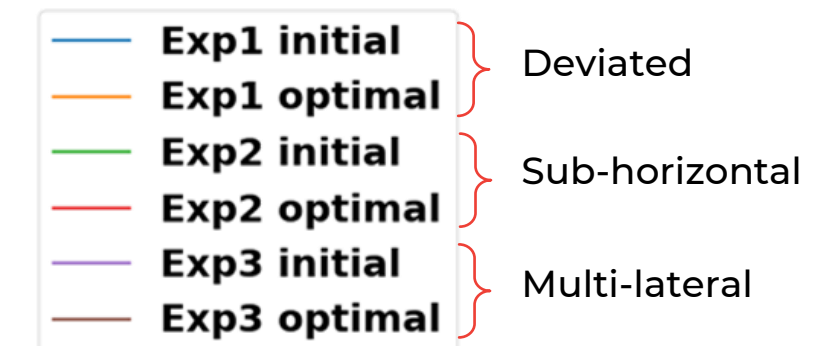 Exp1 initial
Exp1 optimal
Deviated
Exp2 initial
Exp2 optimal
Sub-horizontal
Exp3 initial
Exp3 optimal
Multi-lateral